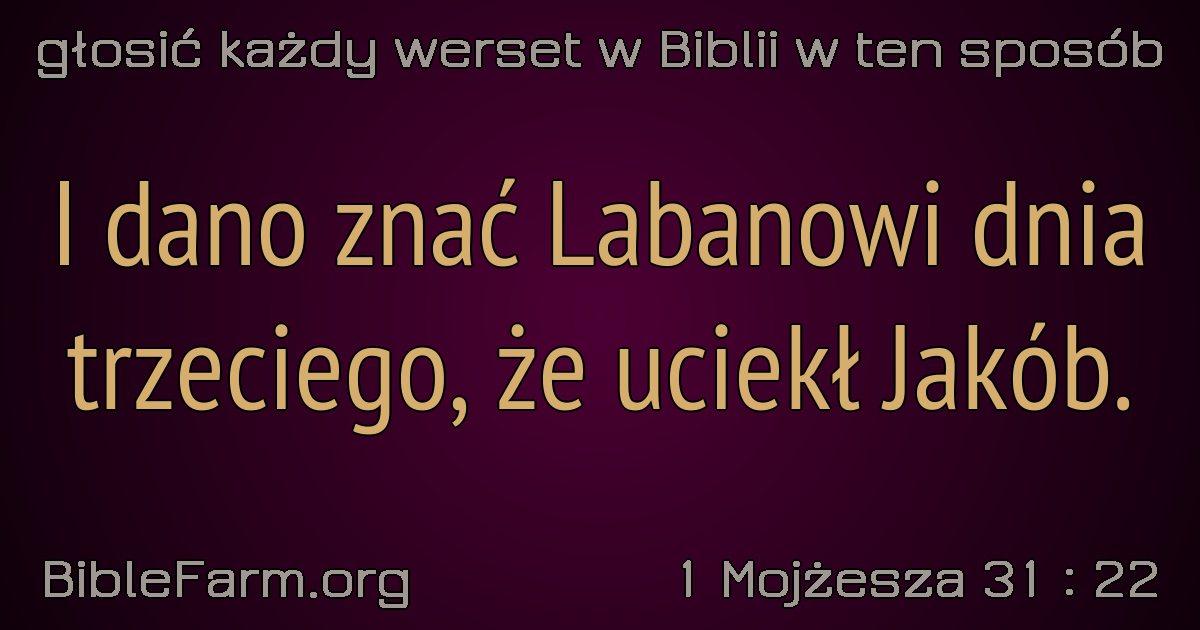 głosić każdy werset w Biblii w ten sposób
I dano znać Labanowi dnia
trzeciego, że uciekł Jakób.
BibleFarm.org
1 Mojżesza 31 : 22